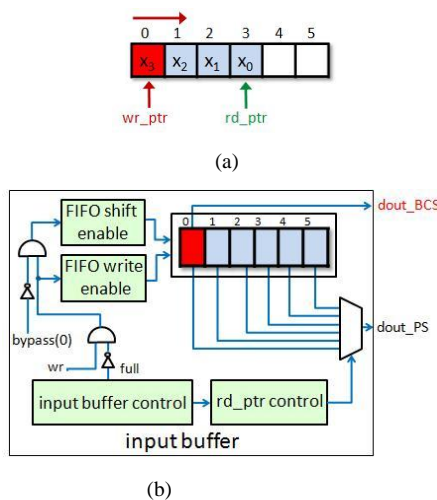 0 1 2 3 4 5
x3 x2 x1 x0
wr_ptr rd_ptr
(a)
FIFO shift
enable
dout_BCS
0 1 2 3 4 5
FIFO write
enable
bypass(0)
dout_PS
wr
full
input buffer control
rd_ptr control
input buffer
(b)